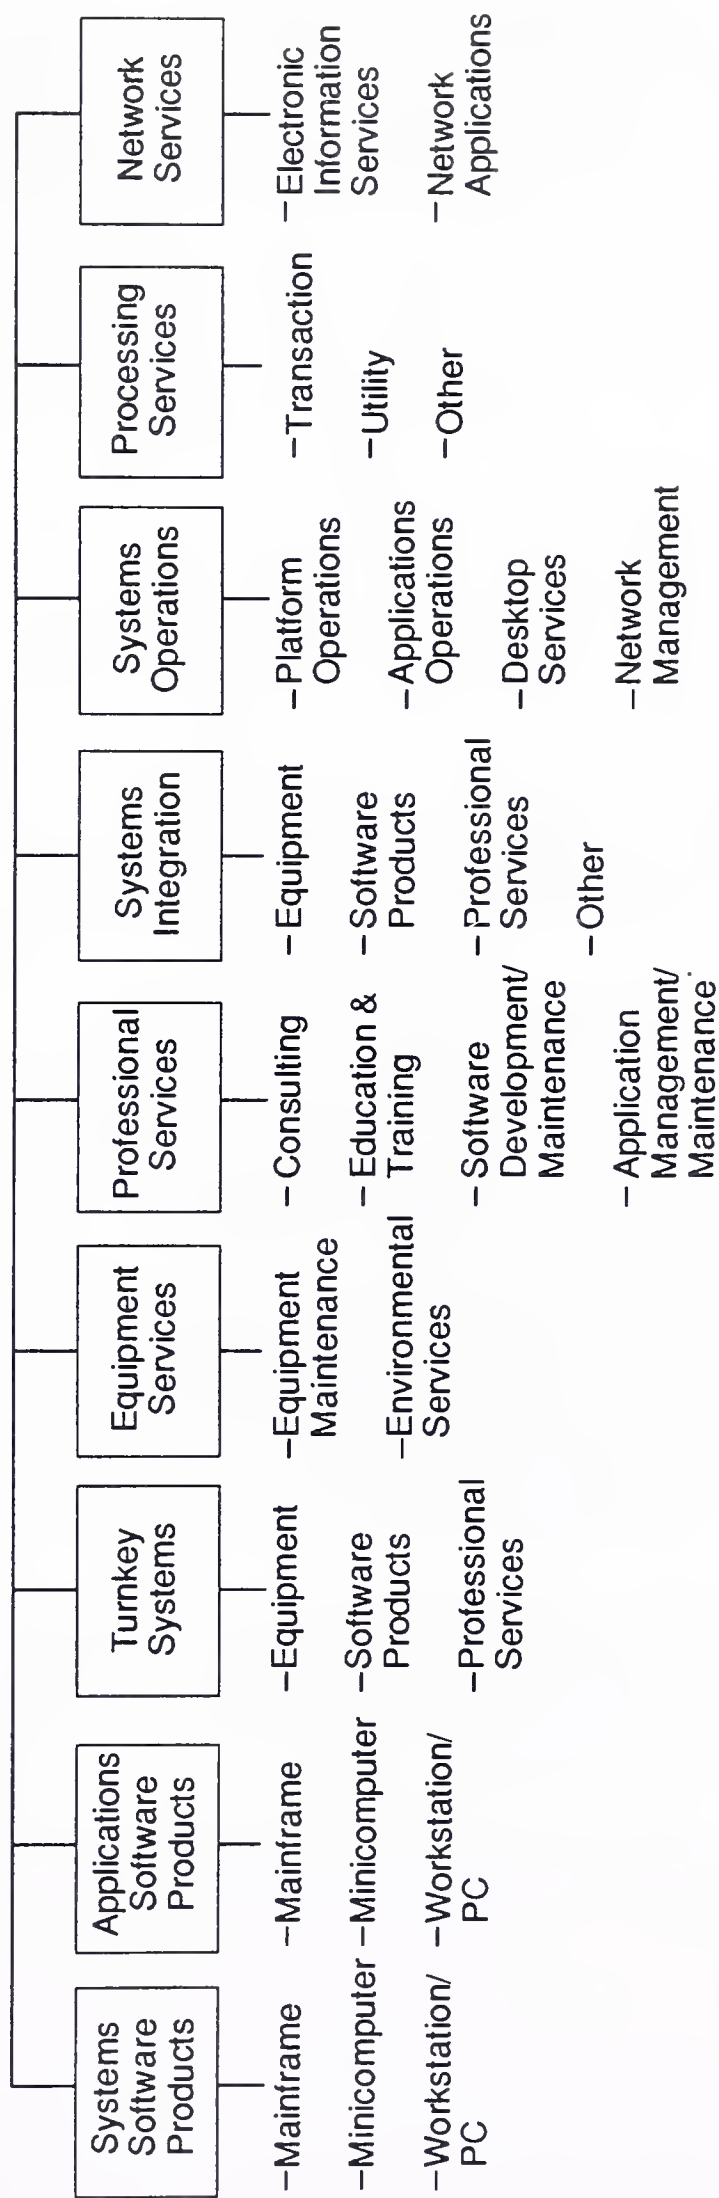 Systems
Software
Products
–Mainframe
–Minicomputer
–Workstation/
PC
Applications
Software
Products
–Mainframe
–Minicomputer
–Workstation/
PC
Turnkey
Systems
–Equipment
–Software
Products
–Professional
Services
Equipment
Services
–Equipment
Maintenance
–Environmental
Services
Professional
Services
–Consulting
–Education &
Training
–Software
Development/
Maintenance
–Application
Management/
Maintenance
Systems
Integration
–Equipment
–Software
Products
–Professional
Services
–Other
Systems
Operations
–Platform
Operations
–Applications
Operations
–Desktop
Services
–Network
Management
Processing
Services
–Transaction
–Utility
–Other
Network
Services
–Electronic
Information
Services
–Network
Applications